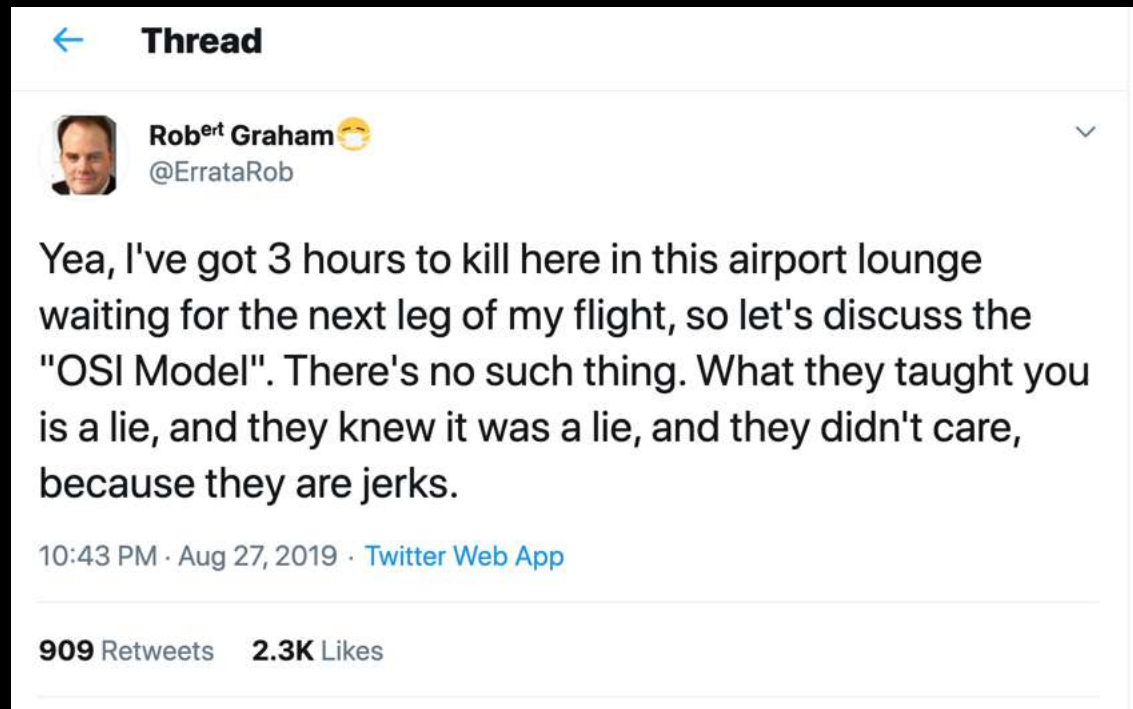 Thread
Robᵉʳᵗ Graham😷
@ErrataRob
Yea, I've got 3 hours to kill here in this airport lounge
waiting for the next leg of my flight, so let's discuss the
"OSI Model". There's no such thing. What they taught you
is a lie, and they knew it was a lie, and they didn't care,
because they are jerks.
10:43 PM · Aug 27, 2019 · Twitter Web App
909 Retweets 2.3K Likes